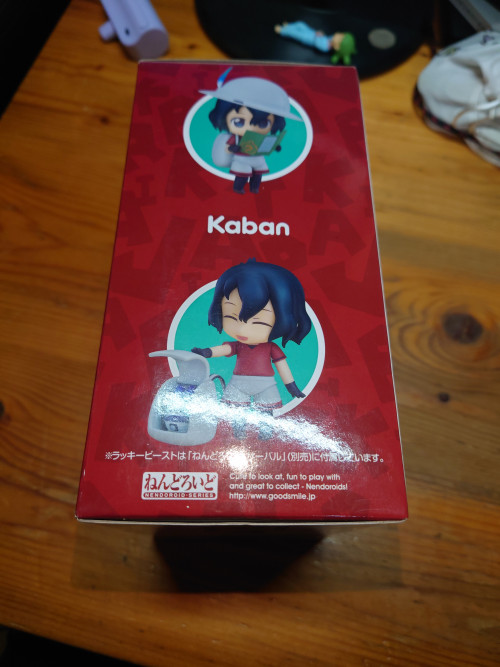 Kaban
※ラッキービーストは「ねんどろいど サーバル」(別売)に付属しています。
ねんどろいど
NENDOROID・SERIES
Cute to look at, fun to play with
and great to collect - Nendoroids!
http://www.goodsmile.jp